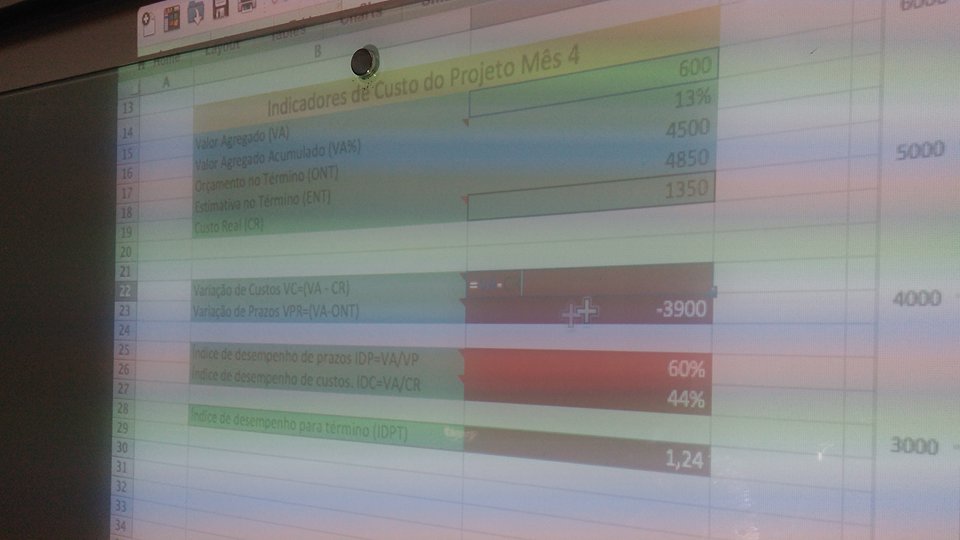 Layout Tables Charts
A B
6000
13 Indicadores de Custo do Projeto Mês 4
14 Valor Agregado (VA) 600
15 Valor Agregado Acumulado (VA%) 13%
16 Orçamento no Término (ONT) 4500
17 Estimativa no Término (ENT) 4850
18 Custo Real (CR) 1350
19
20
21
22 Variação de Custos VC=(VA - CR) =
23 Variação de Prazos VPR=(VA-ONT) -3900
24
25
26 Índice de desempenho de prazos IDP=VA/VP 60%
27 Índice de desempenho de custos. IDC=VA/CR 44%
28
29 Índice de desempenho para término (IDPT) 1,24
30
31
32
33
34
5000
4000
3000